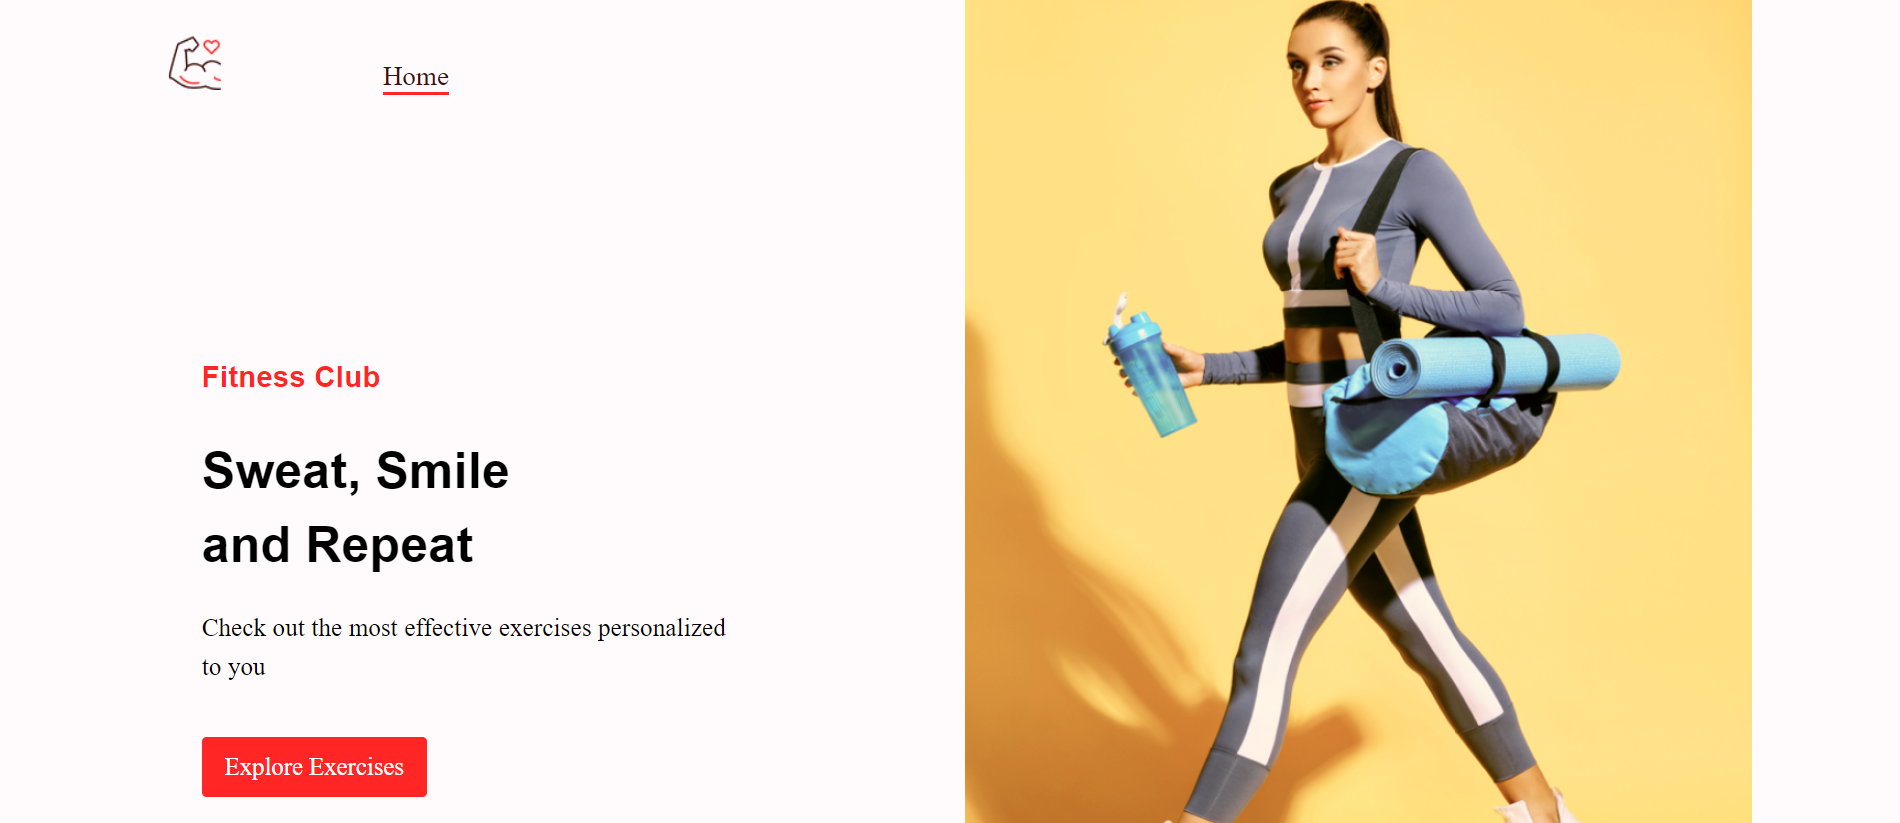 Home
Fitness Club
Sweat, Smile
and Repeat
Check out the most effective exercises personalized
to you
Explore Exercises